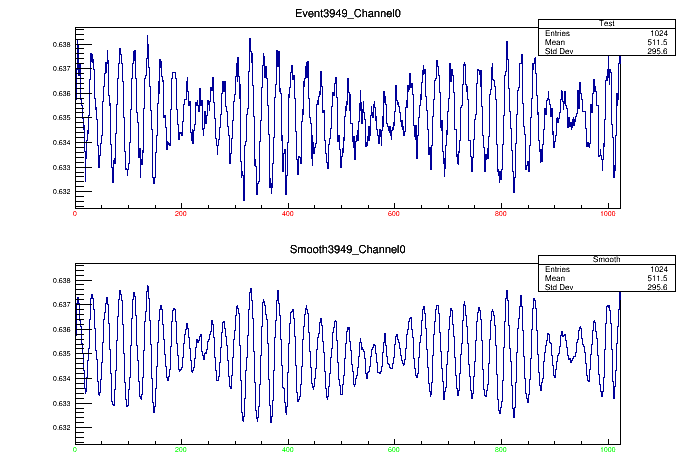 Event3949_Channel0
Test
Entries 1024
Mean 511.5
Std Dev 295.6
0.638
0.637
0.636
0.635
0.634
0.633
0.632
0 200 400 600 800 1000
Smooth3949_Channel0
Smooth
Entries 1024
Mean 511.5
Std Dev 295.6
0.638
0.637
0.636
0.635
0.634
0.633
0.632
0 200 400 600 800 1000